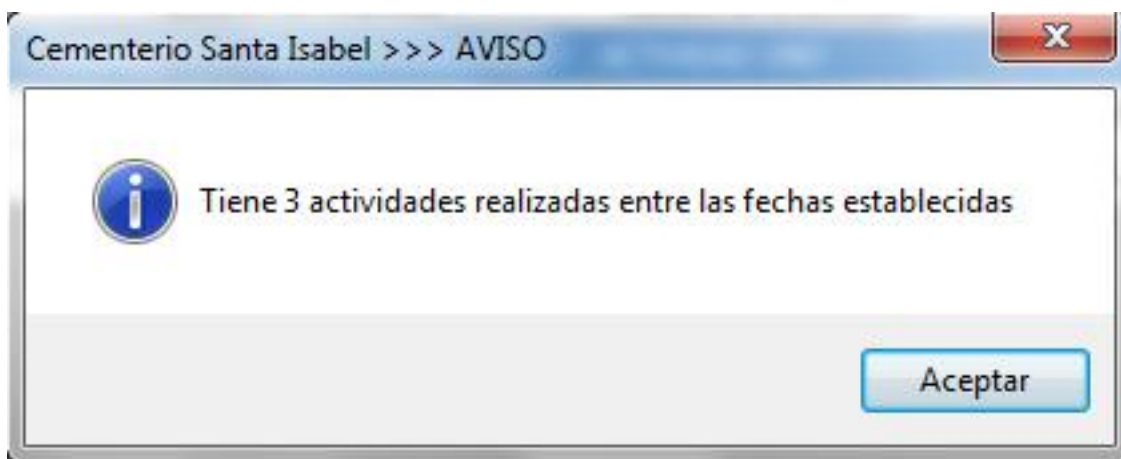 Cementerio Santa Isabel >>> AVISO
Tiene 3 actividades realizadas entre las fechas establecidas
Aceptar